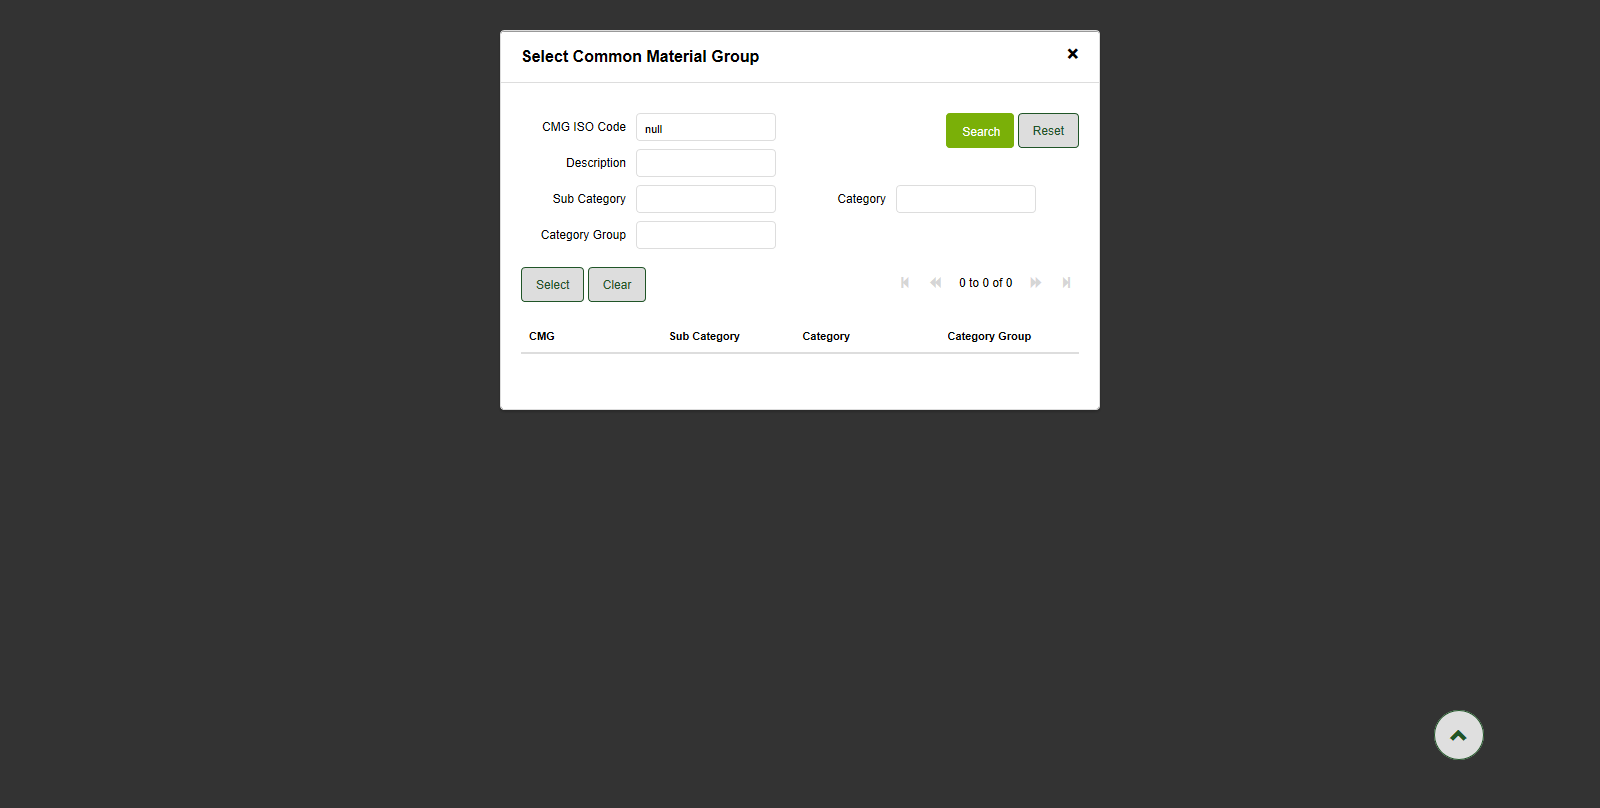 Select Common Material Group
CMG ISO Code null Search Reset
Description
Sub Category Category
Category Group
Select Clear 0 to 0 of 0
CMG Sub Category Category Category Group